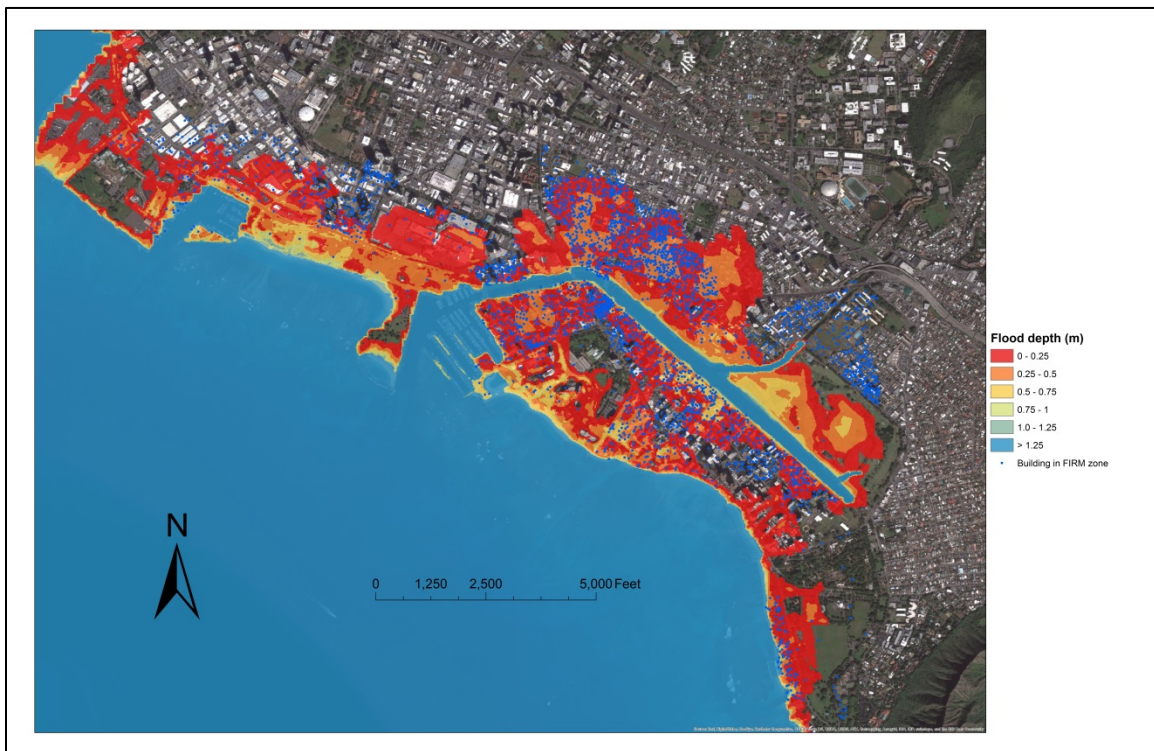 N
0 1,250 2,500 5,000 Feet
Flood depth (m)
0 - 0.25
0.25 - 0.5
0.5 - 0.75
0.75 - 1
1.0 - 1.25
> 1.25
Building in FIRM zone